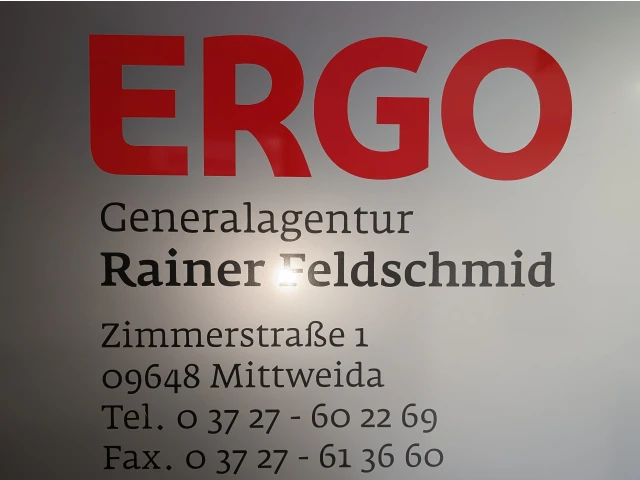 ERGO
Generalagentur
Rainer Feldschmid
Zimmerstraße 1
09648 Mittweida
Tel. 0 37 27 - 60 22 69
Fax. 0 37 27 - 61 36 60